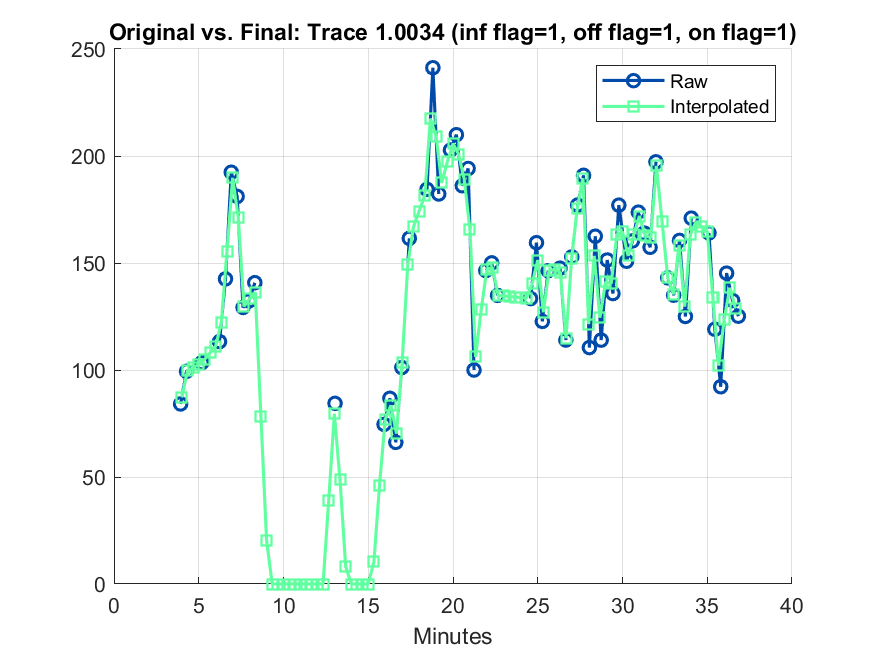 Original vs. Final: Trace 1.0034 (inf flag=1, off flag=1, on flag=1)
250
200
150
100
50
0
Raw
Interpolated
0 5 10 15 20 25 30 35 40
Minutes